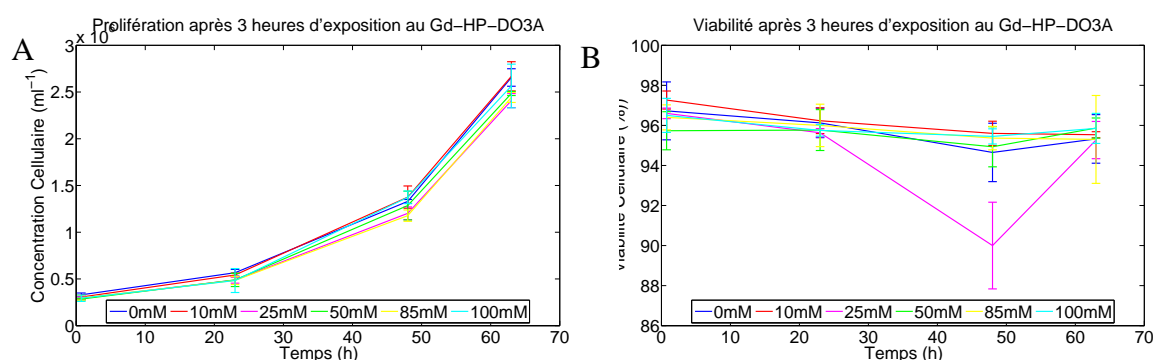 A
Prolifération après 3 heures d'exposition au Gd−HP−DO3A
3 x 10⁶
2.5
2
1.5
1
0.5
0
Concentration Cellulaire (ml⁻¹)
0 10 20 30 40 50 60 70
Temps (h)
0mM 10mM 25mM 50mM 85mM 100mM
B
Viabilité après 3 heures d'exposition au Gd−HP−DO3A
100
98
96
94
92
90
88
86
Viabilité Cellulaire (%))
0 10 20 30 40 50 60 70
Temps (h)
0mM 10mM 25mM 50mM 85mM 100mM